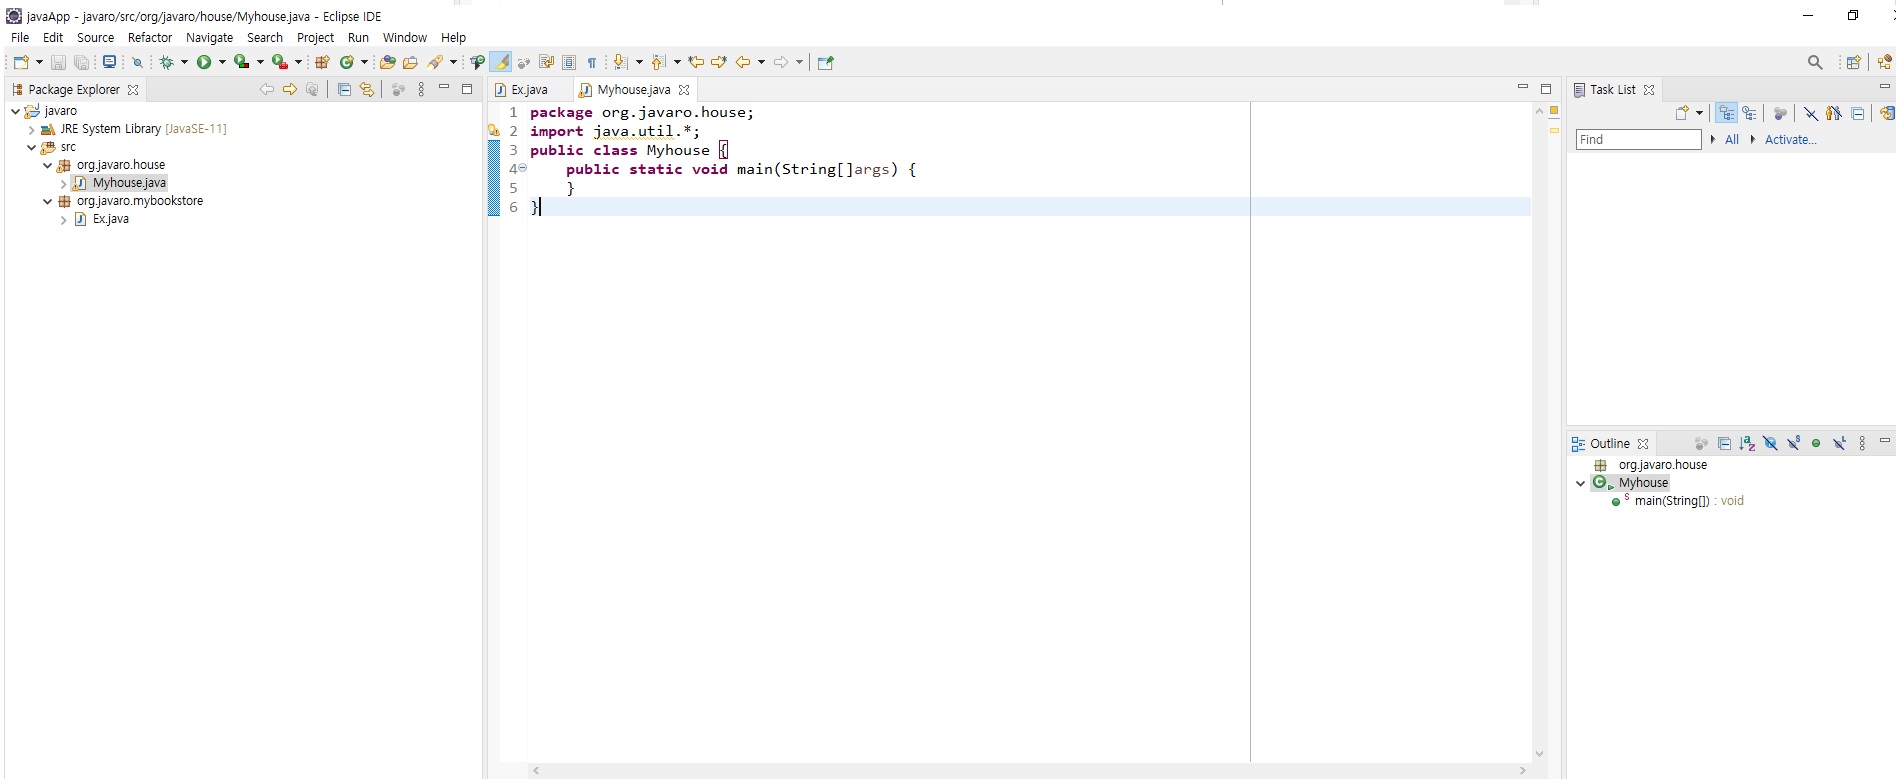 javaApp - javaro/src/org/javaro/house/Myhouse.java - Eclipse IDE
File Edit Source Refactor Navigate Search Project Run Window Help
Package Explorer
javaro
JRE System Library [JavaSE-11]
src
org.javaro.house
Myhouse.java
org.javaro.mybookstore
Ex.java
Ex.java Myhouse.java
1 package org.javaro.house;
2 import java.util.*;
3 public class Myhouse {
4 public static void main(String[]args) {
5 }
6 }
Task List
Find All Activate...
Outline
org.javaro.house
Myhouse
main(String[]) : void